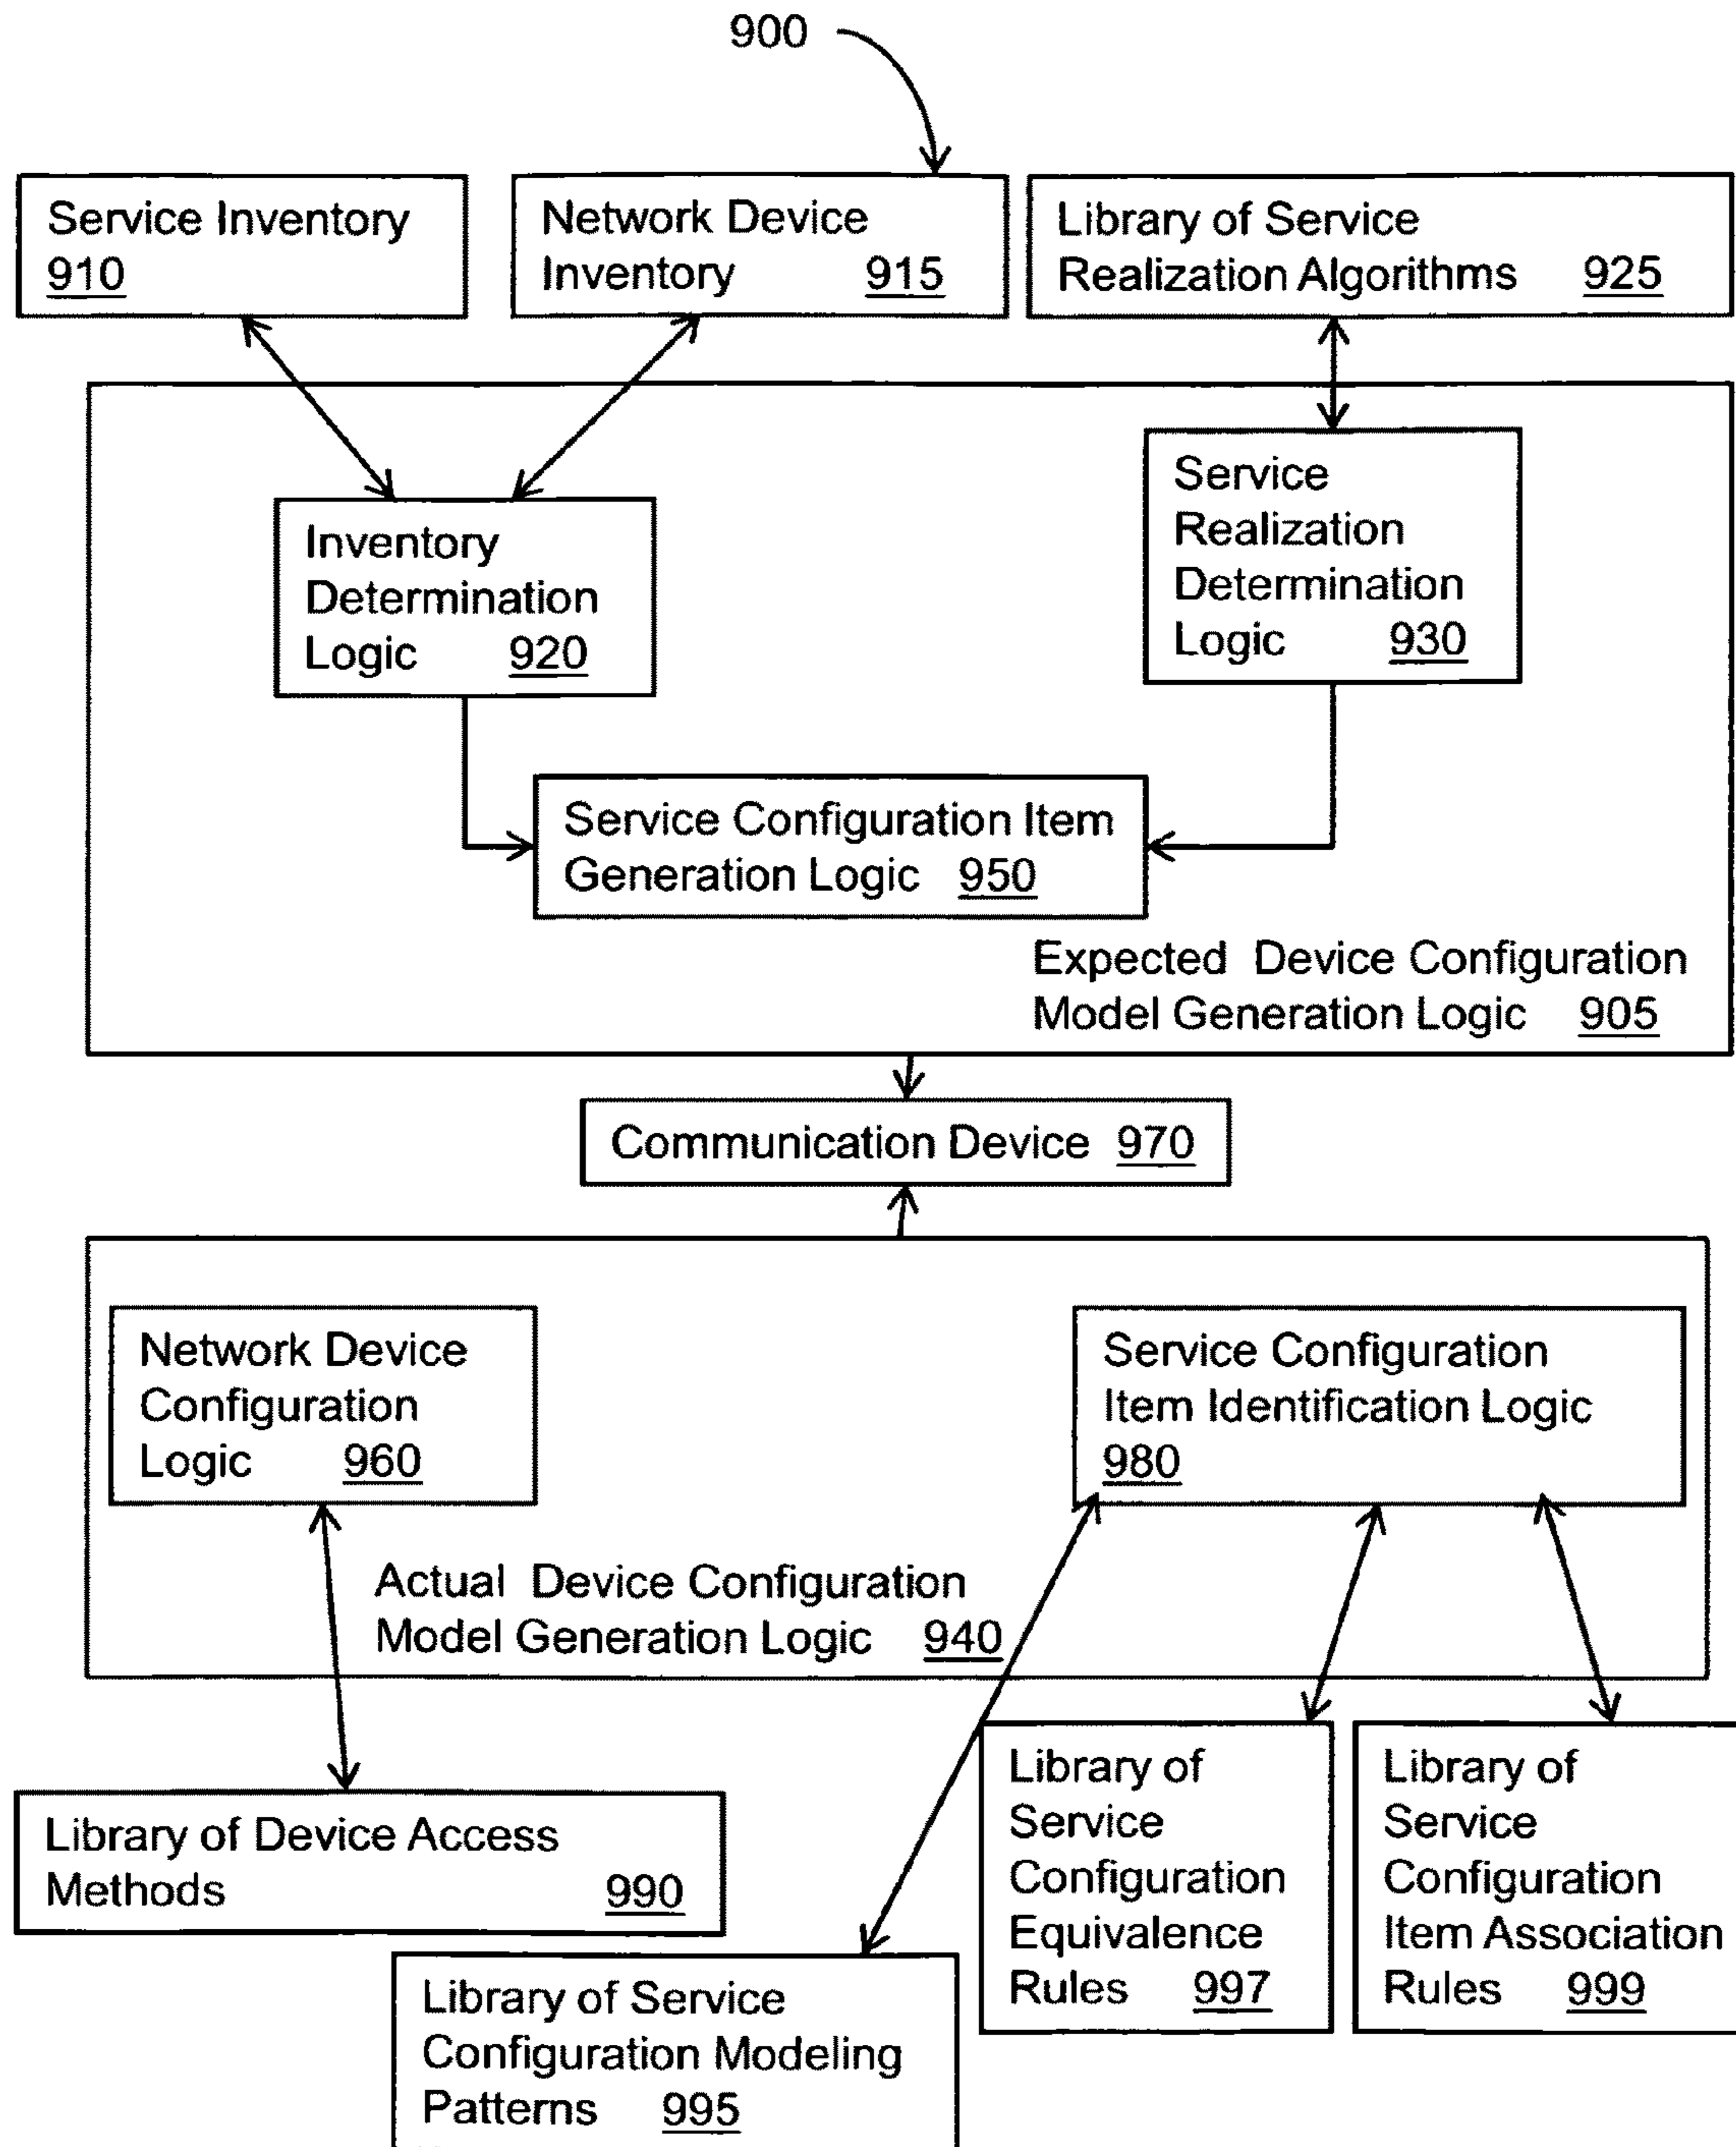 900
Service Inventory
910
Network Device
Inventory 915
Library of Service
Realization Algorithms 925
Inventory
Determination
Logic 920
Service
Realization
Determination
Logic 930
Service Configuration Item
Generation Logic 950
Expected Device Configuration
Model Generation Logic 905
Communication Device 970
Network Device
Configuration
Logic 960
Service Configuration
Item Identification Logic
980
Actual Device Configuration
Model Generation Logic 940
Library of Device Access
Methods 990
Library of Service
Configuration Modeling
Patterns 995
Library of
Service
Configuration
Equivalence
Rules 997
Library of
Service
Configuration
Item Association
Rules 999